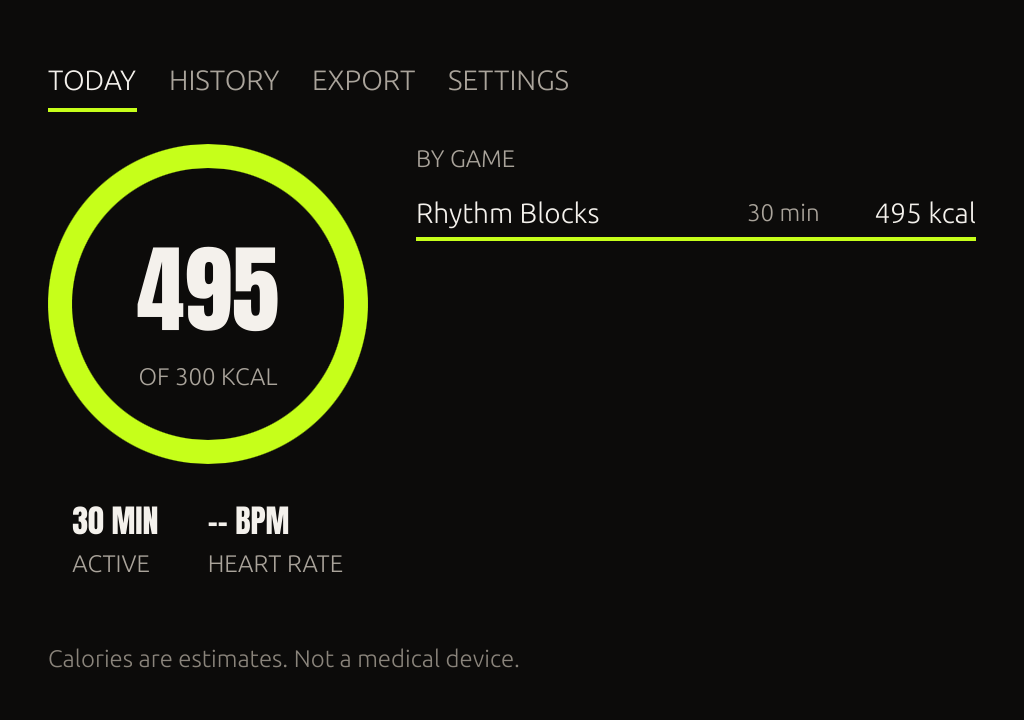 TODAY HISTORY EXPORT SETTINGS
495
OF 300 KCAL
30 MIN -- BPM
ACTIVE HEART RATE
BY GAME
Rhythm Blocks 30 min 495 kcal
Calories are estimates. Not a medical device.